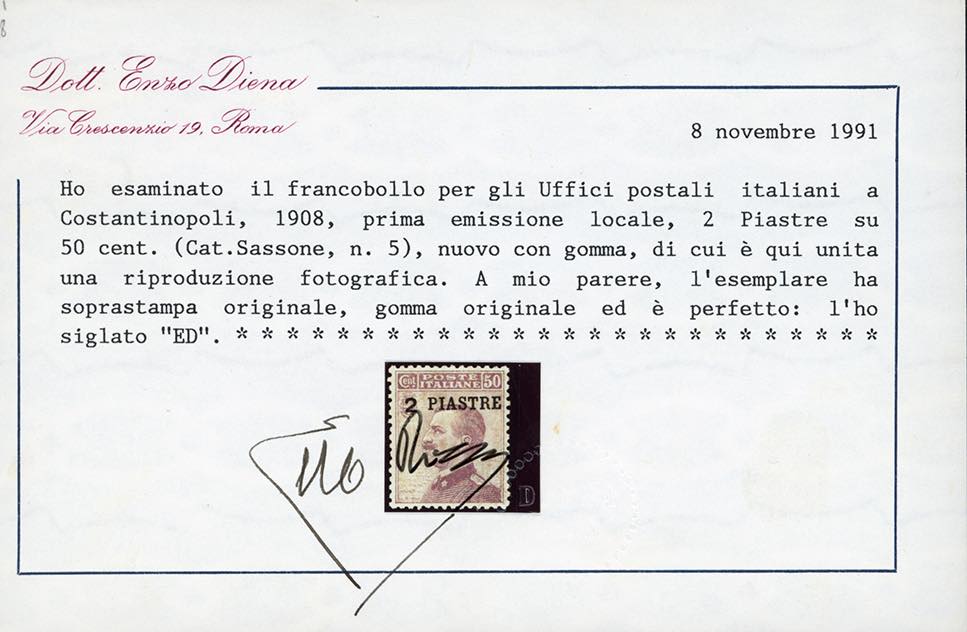 Dott. Enzo Diena
Via Crescenzio 19, Roma
8 novembre 1991
Ho esaminato il francobollo per gli Uffici postali italiani a
Costantinopoli, 1908, prima emissione locale, 2 Piastre su
50 cent. (Cat.Sassone, n. 5), nuovo con gomma, di cui è qui unita
una riproduzione fotografica. A mio parere, l'esemplare ha
soprastampa originale, gomma originale ed è perfetto: l'ho
siglato "ED". * * * * * * * * * * * * * * * * * * * * * * * * * *
POSTE 50
ITALIANE
2 PIASTRE
D